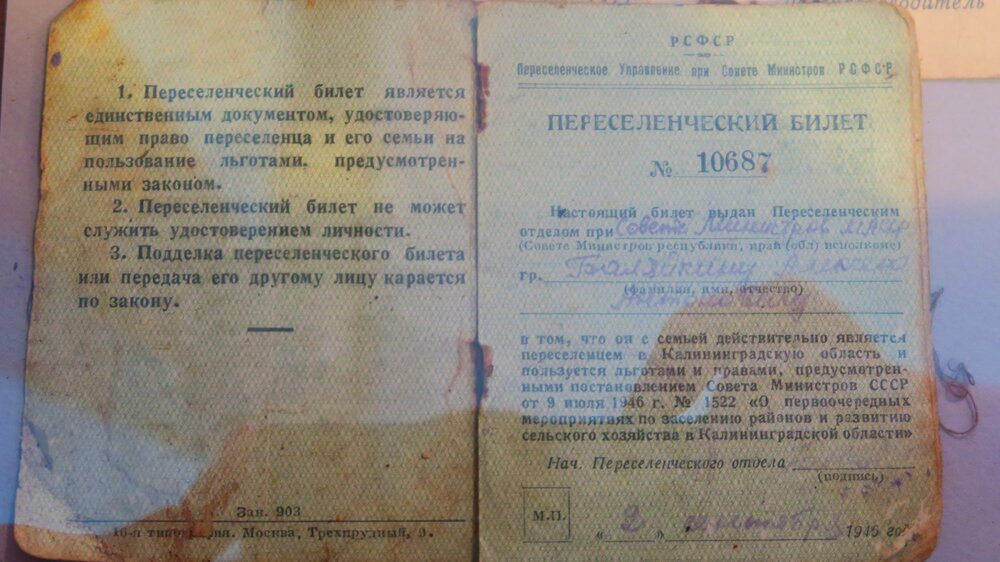 1. Переселенческий билет является
единственным документом, удостоверяю-
щим право переселенца и его семьи на
пользование льготами. предусмотрен-
ными законом.
2. Переселенческий билет не может
служить удостоверением личности.
3. Подделка переселенческого билета
или передача его другому лицу карается
по закону.
Зак. 903
Москва, Трехпрудный, 9.
РСФСР
Переселенческое Управление при Совете Министров РСФСР
ПЕРЕСЕЛЕНЧЕСКИЙ БИЛЕТ
№ 10687
Настоящий билет выдан Переселенческим
отделом при Совете Министров
(Совете Министров республики, край (обл) исполкоме)
гр.
(фамилия, имя, отчество)
в том, что он с семьей действительно является
переселенцем в Калининградскую область и
пользуется льготами и правами, предусмотрен-
ными постановлением Совета Министров СССР
от 9 июля 1946 г. № 1522 «О первоочередных
мероприятиях по заселению районов и развитию
сельского хозяйства в Калининградской области»
Нач. Переселенческого отдела
(подпись)
М.П.
« 2 » 1946 го